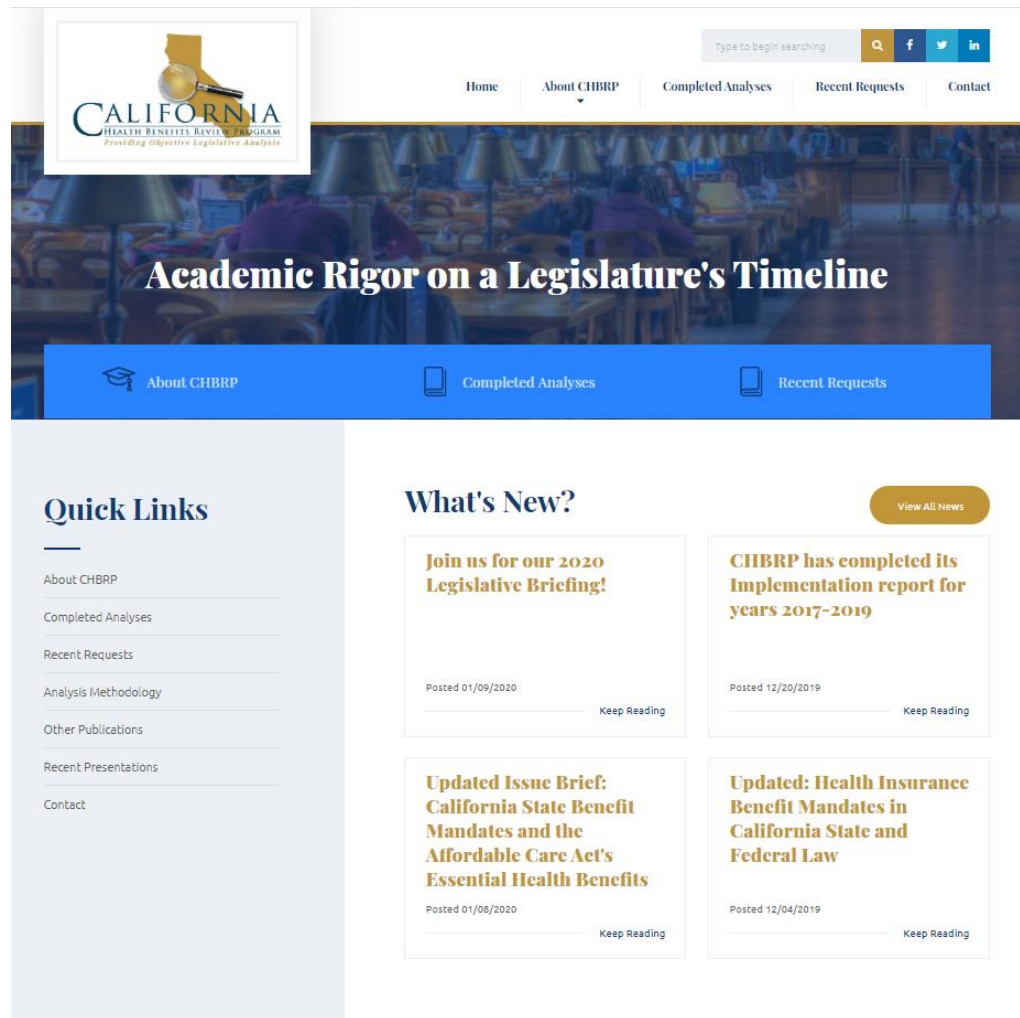 CALIFORNIA
HEALTH BENEFITS REVIEW PROGRAM
Providing Objective Legislative Analysis
Type to begin searching
f
in
Home
About CHBRP
Completed Analyses
Recent Requests
Contact
Academic Rigor on a Legislature's Timeline
About CHBRP
Completed Analyses
Recent Requests
Quick Links
About CHBRP
Completed Analyses
Recent Requests
Analysis Methodology
Other Publications
Recent Presentations
Contact
What's New?
View All News
Join us for our 2020
Legislative Briefing!
Posted 01/09/2020
Keep Reading
CHBRP has completed its
Implementation report for
years 2017-2019
Posted 12/20/2019
Keep Reading
Updated Issue Brief:
California State Benefit
Mandates and the
Affordable Care Act's
Essential Health Benefits
Posted 01/08/2020
Keep Reading
Updated: Health Insurance
Benefit Mandates in
California State and
Federal Law
Posted 12/04/2019
Keep Reading